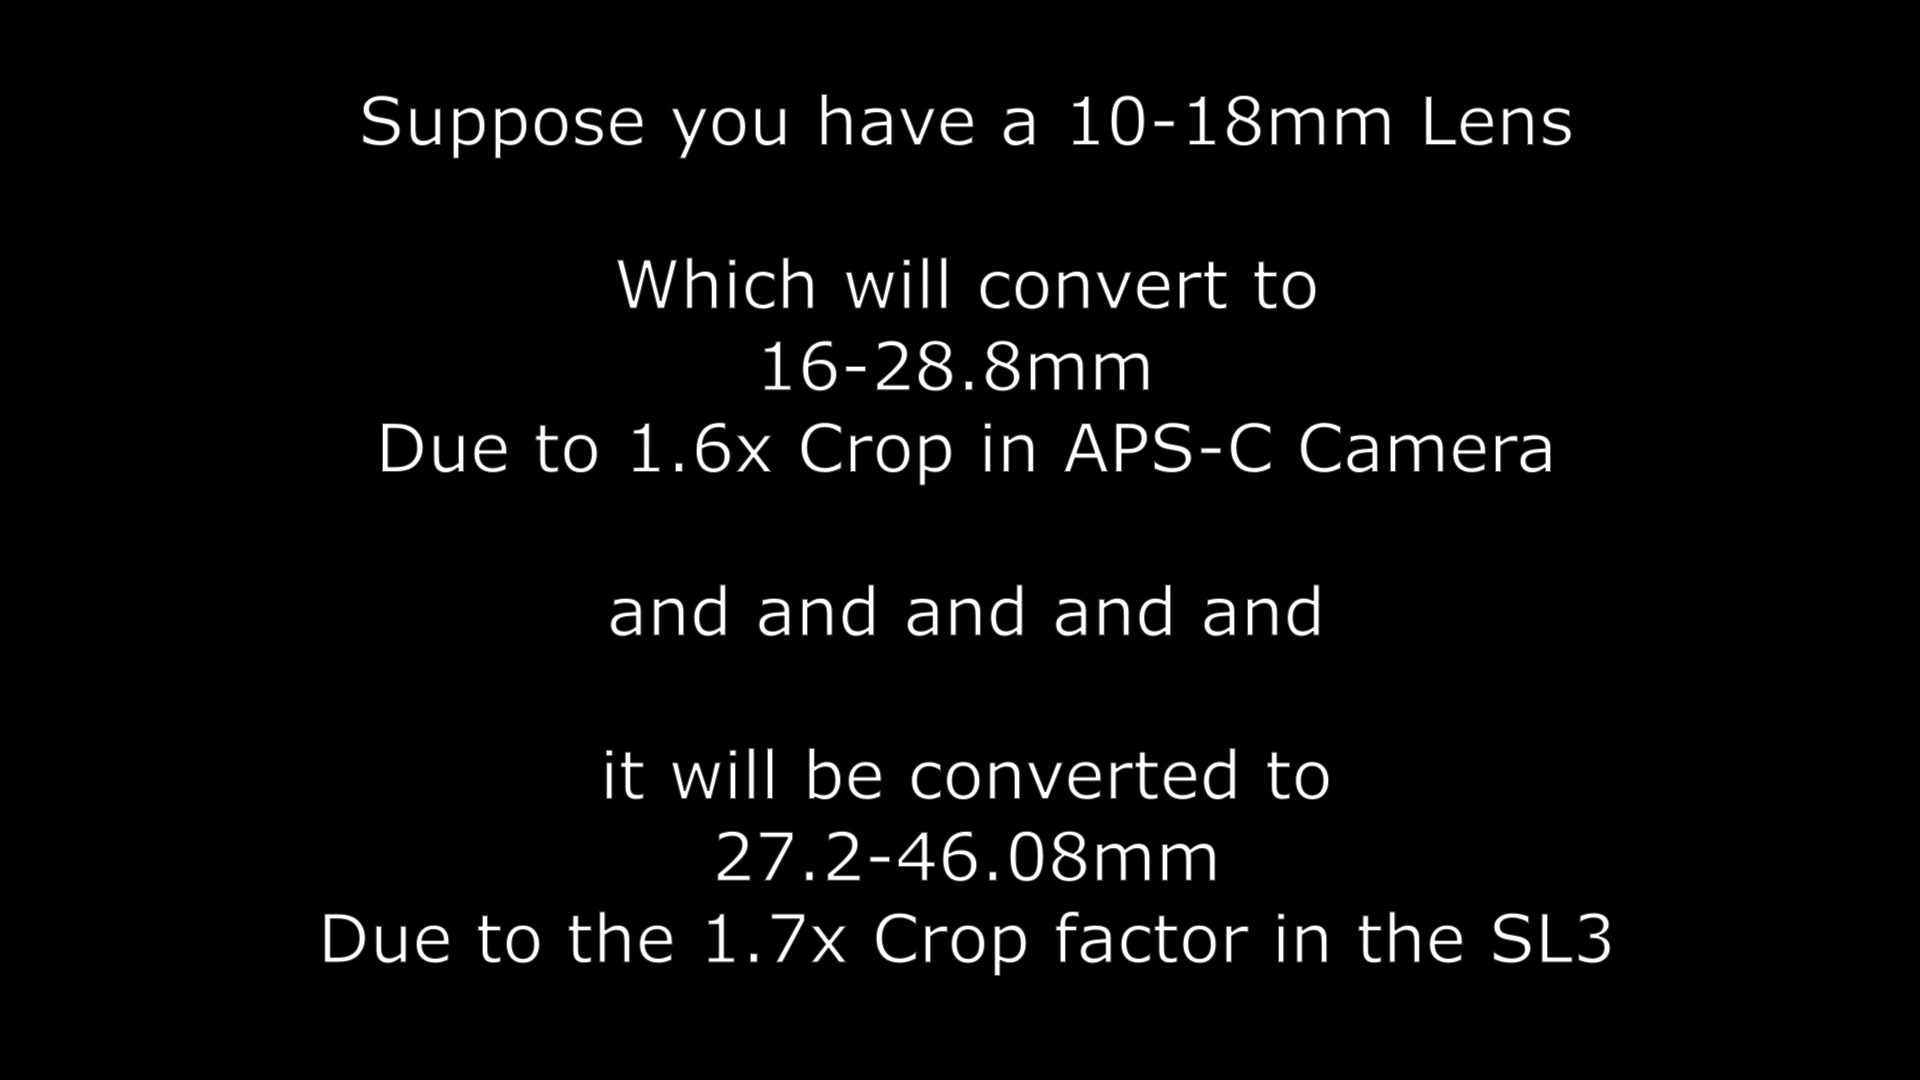 Suppose you have a 10-18mm Lens
Which will convert to
16-28.8mm
Due to 1.6x Crop in APS-C Camera
and and and and and
it will be converted to
27.2-46.08mm
Due to the 1.7x Crop factor in the SL3